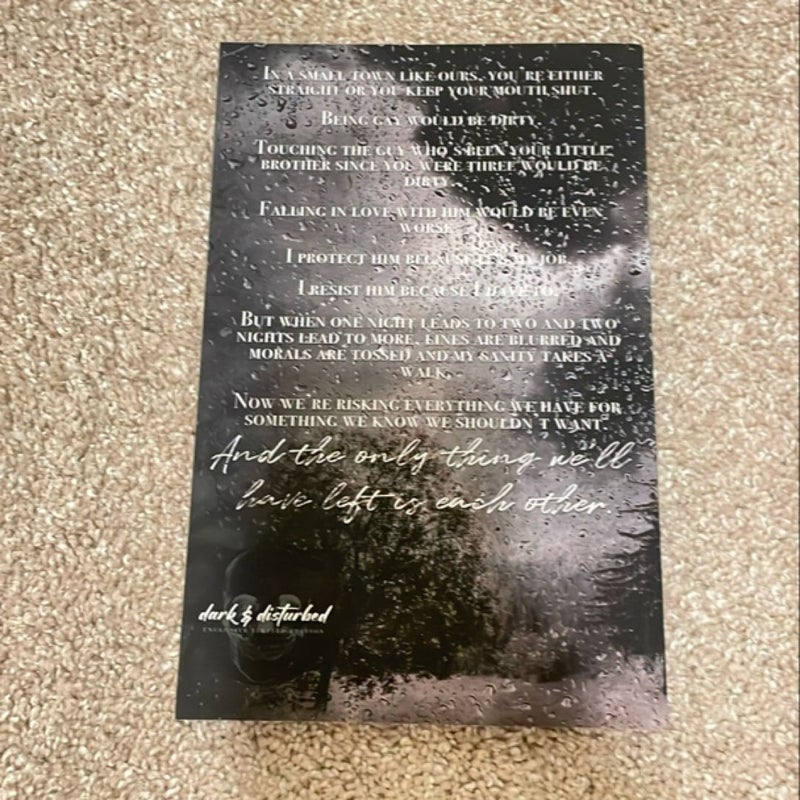 IN A SMALL TOWN LIKE OURS, YOU'RE EITHER
STRAIGHT OR YOU KEEP YOUR MOUTH SHUT.
BEING GAY WOULD BE DIRTY.
TOUCHING THE GUY WHO'S BEEN YOUR LITTLE
BROTHER SINCE YOU WERE THREE WOULD BE
DIRTY.
FALLING IN LOVE WITH HIM WOULD BE EVEN
WORSE.
I PROTECT HIM BECAUSE IT'S MY JOB.
I RESIST HIM BECAUSE I HAVE TO.
BUT WHEN ONE NIGHT LEADS TO TWO AND TWO
NIGHTS LEAD TO MORE, LINES ARE BLURRED AND
MORALS ARE TOSSED AND MY SANITY TAKES A
WALK.
NOW WE'RE RISKING EVERYTHING WE HAVE FOR
SOMETHING WE KNOW WE SHOULDN'T WANT.
And the only thing we'll
have left is each other.
dark & disturbed
EXCLUSIVE LIMITED EDITION